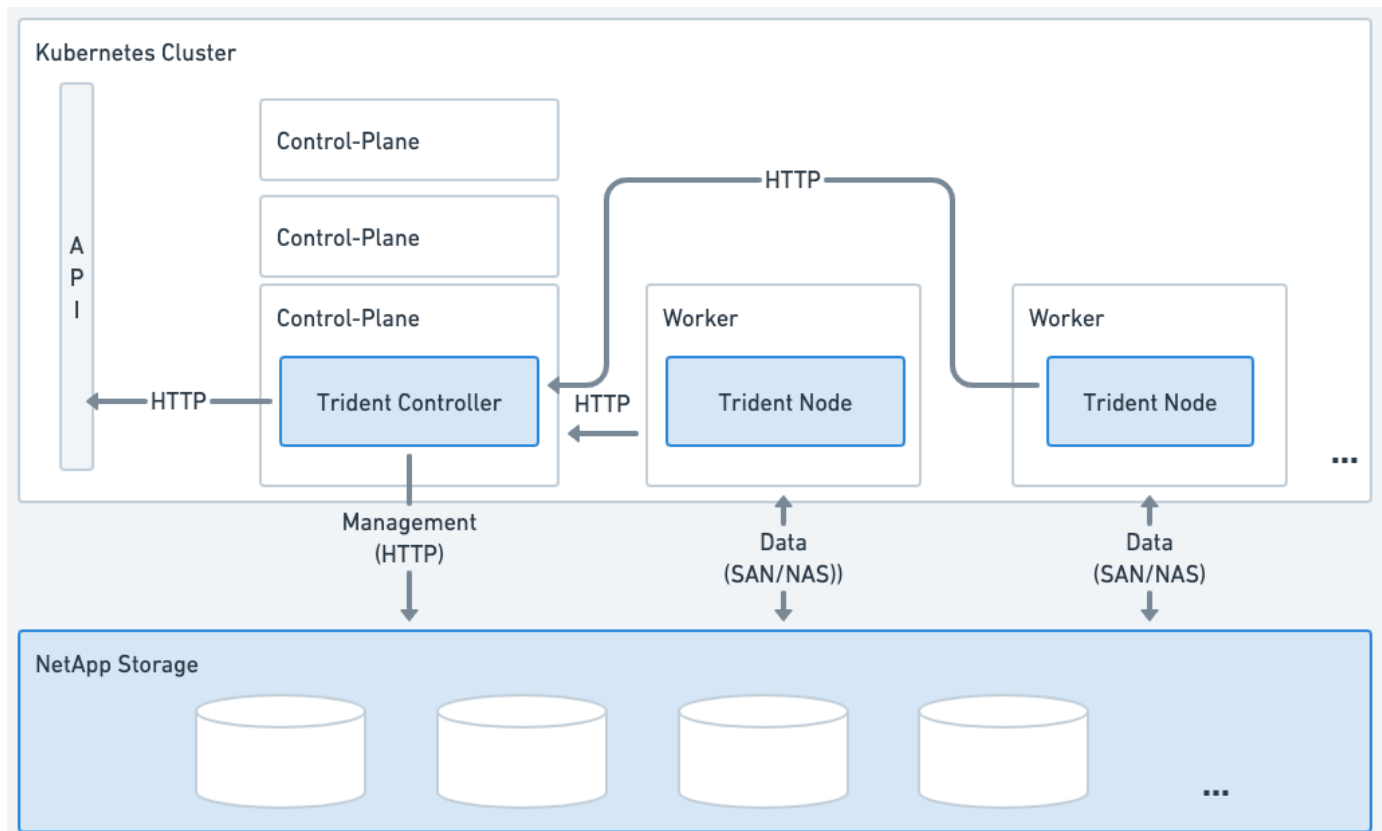 Kubernetes Cluster
A
P
I
Control-Plane
Control-Plane
Control-Plane
Trident Controller
HTTP
HTTP
HTTP
Worker
Trident Node
Worker
Trident Node
...
Management
(HTTP)
Data
(SAN/NAS))
Data
(SAN/NAS)
NetApp Storage
...